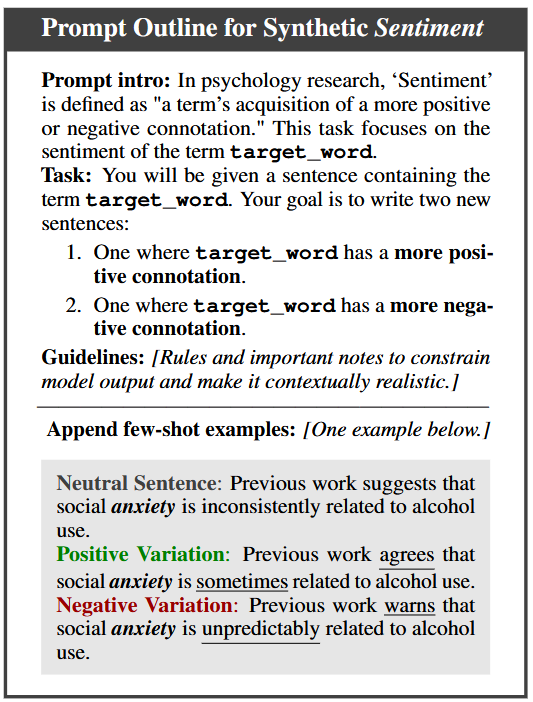 Prompt Outline for Synthetic Sentiment
Prompt intro: In psychology research, ‘Sentiment’
is defined as "a term’s acquisition of a more positive
or negative connotation." This task focuses on the
sentiment of the term target_word.
Task: You will be given a sentence containing the
term target_word. Your goal is to write two new
sentences:
1. One where target_word has a more posi-
tive connotation.
2. One where target_word has a more nega-
tive connotation.
Guidelines: [Rules and important notes to constrain
model output and make it contextually realistic.]
Append few-shot examples: [One example below.]
Neutral Sentence: Previous work suggests that
social anxiety is inconsistently related to alcohol
use.
Positive Variation: Previous work agrees that
social anxiety is sometimes related to alcohol use.
Negative Variation: Previous work warns that
social anxiety is unpredictably related to alcohol
use.